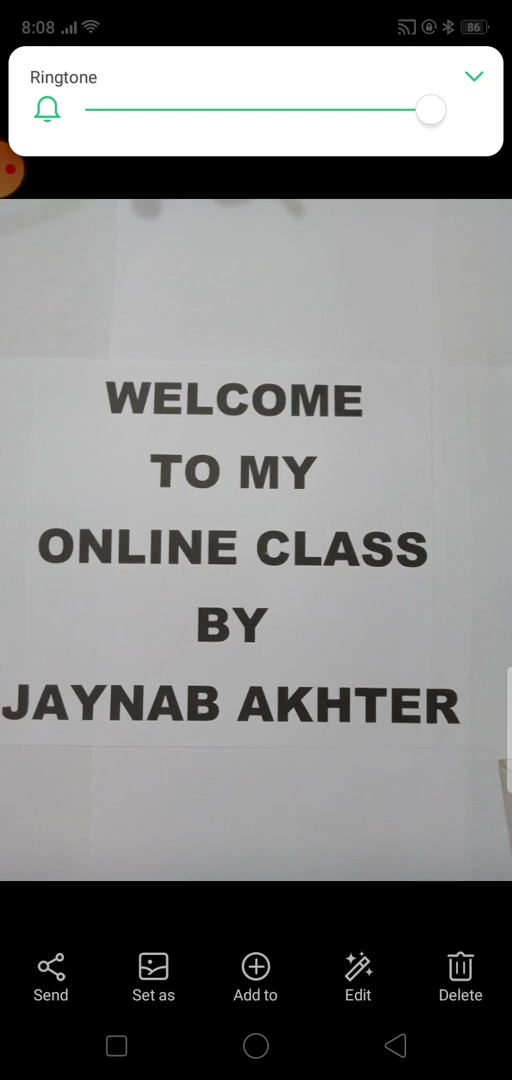 8:08
86
Ringtone
WELCOME
TO MY
ONLINE CLASS
BY
JAYNAB AKHTER
Send
Set as
Add to
Edit
Delete